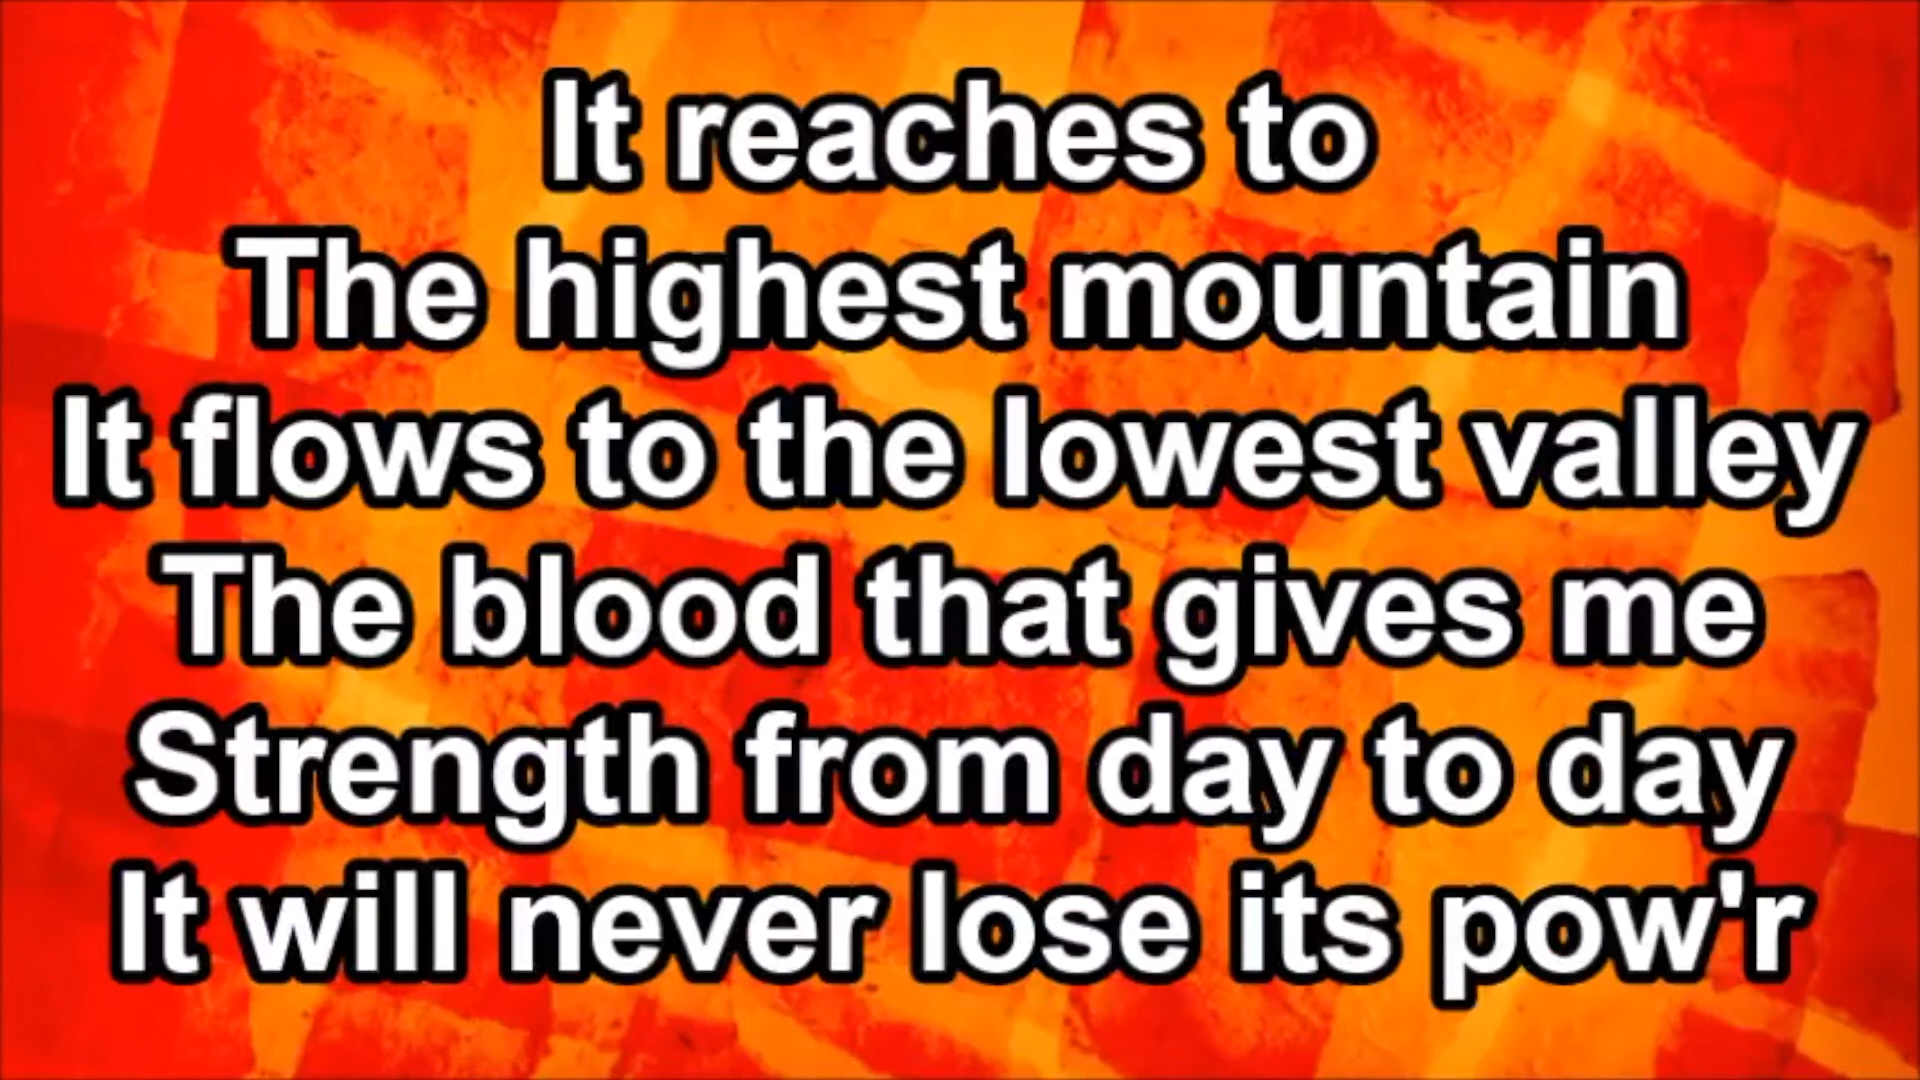 It reaches to
The highest mountain
It flows to the lowest valley
The blood that gives me
Strength from day to day
It will never lose its pow'r